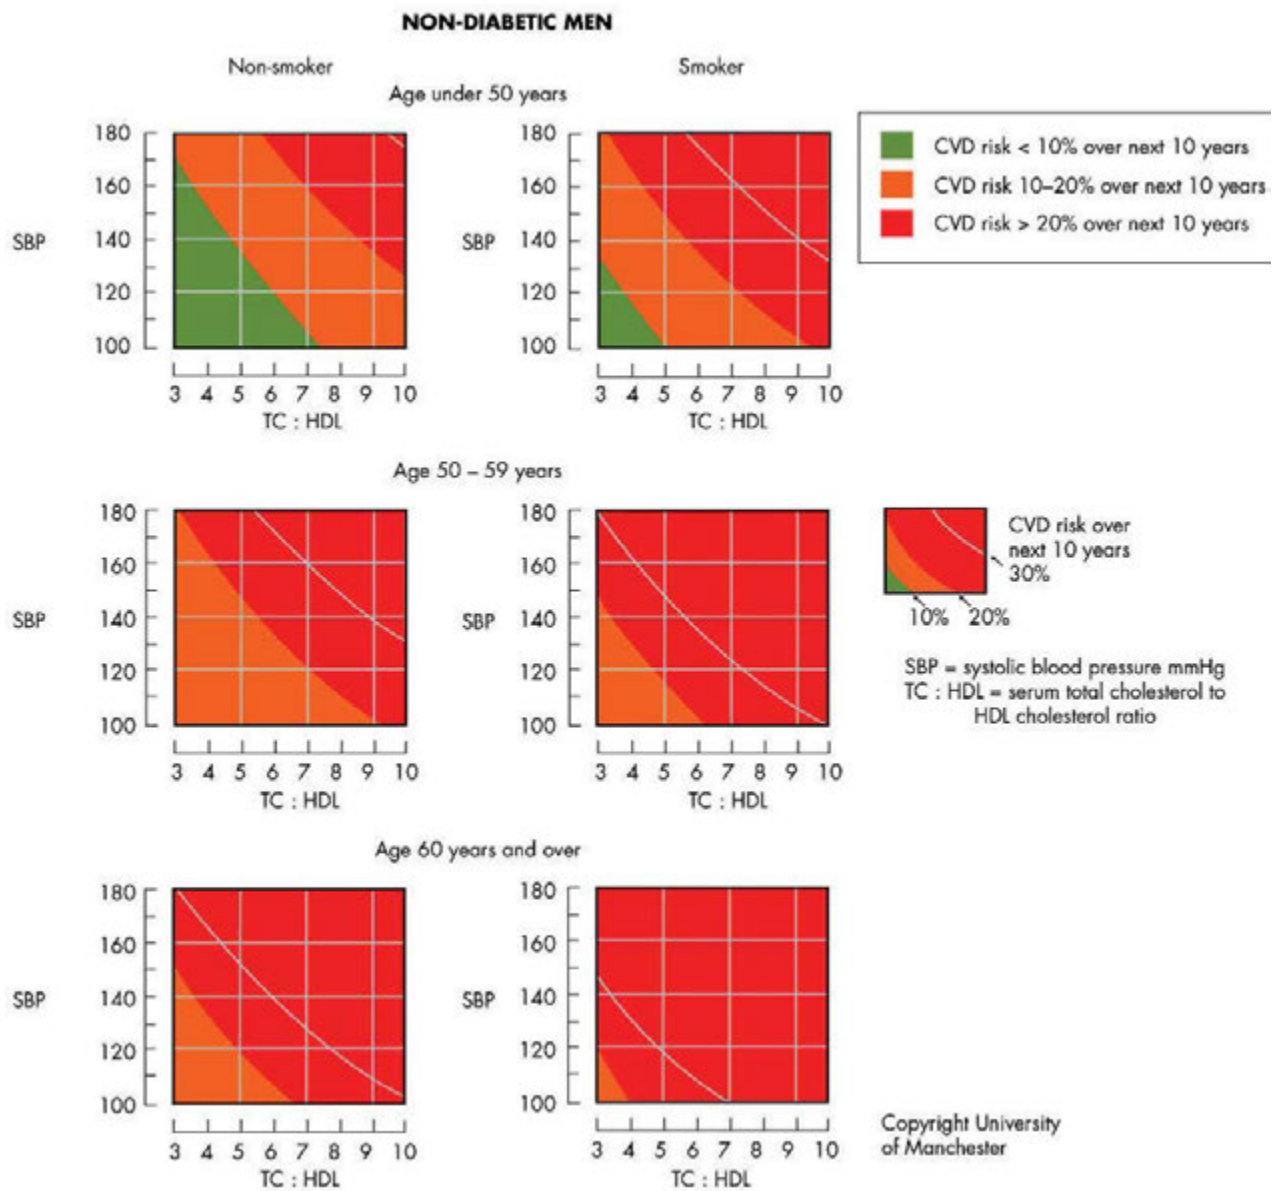 NON-DIABETIC MEN
Non-smoker Smoker
Age under 50 years
180
160
SBP 140
120
100
3 4 5 6 7 8 9 10
TC : HDL
180
160
SBP 140
120
100
3 4 5 6 7 8 9 10
TC : HDL
CVD risk < 10% over next 10 years
CVD risk 10–20% over next 10 years
CVD risk > 20% over next 10 years
Age 50 – 59 years
180
160
SBP 140
120
100
3 4 5 6 7 8 9 10
TC : HDL
180
160
SBP 140
120
100
3 4 5 6 7 8 9 10
TC : HDL
CVD risk over
next 10 years
30%
10% 20%
SBP = systolic blood pressure mmHg
TC : HDL = serum total cholesterol to
HDL cholesterol ratio
Age 60 years and over
180
160
SBP 140
120
100
3 4 5 6 7 8 9 10
TC : HDL
180
160
SBP 140
120
100
3 4 5 6 7 8 9 10
TC : HDL
Copyright University
of Manchester